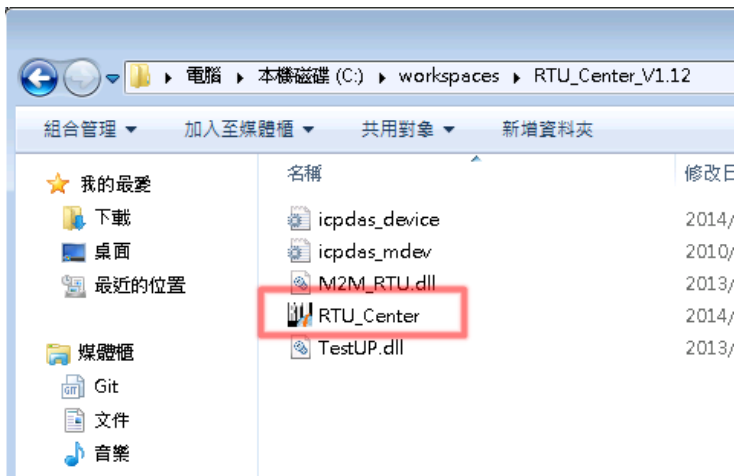 電腦 ▸ 本機磁碟 (C:) ▸ workspaces ▸ RTU_Center_V1.12
組合管理 ▼ 加入至媒體櫃 ▼ 共用對象 ▼ 新增資料夾
我的最愛
下載
桌面
最近的位置
媒體櫃
Git
文件
音樂
名稱 修改日
icpdas_device 2014/
icpdas_mdev 2010/
M2M_RTU.dll 2013/
RTU_Center 2014/
TestUP.dll 2013/